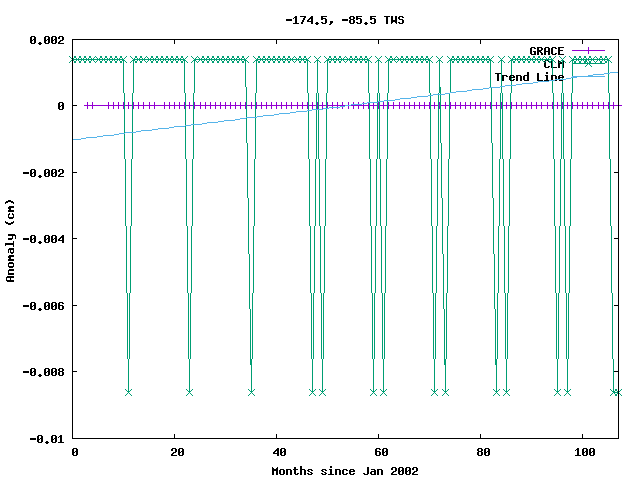 -174.5, -85.5 TWS
GRACE
CLM
Trend Line
0.002
0
-0.002
-0.004
-0.006
-0.008
-0.01
Anomaly (cm)
0 20 40 60 80 100
Months since Jan 2002